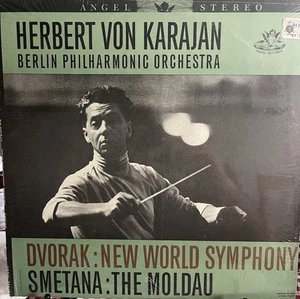 ANGEL STEREO
HERBERT VON KARAJAN
BERLIN PHILHARMONIC ORCHESTRA
DVORAK:NEW WORLD SYMPHONY
SMETANA:THE MOLDAU